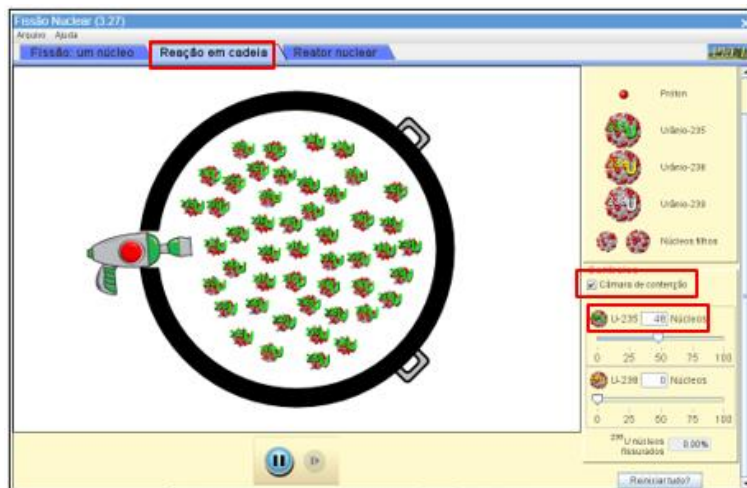 Fissão Nuclear (3.27)
Arquivo Ajuda
Fissão: um núcleo
Reação em cadeia
Reator nuclear
Próton
Urânio-235
Urânio-238
Urânio-239
Núcleos filhos
Controles
Câmara de contenção
U-235 48 Núcleos
0 25 50 75 100
U-238 0 Núcleos
0 25 50 75 100
235U núcleos fissurados 0.00%
Reiniciar tudo?